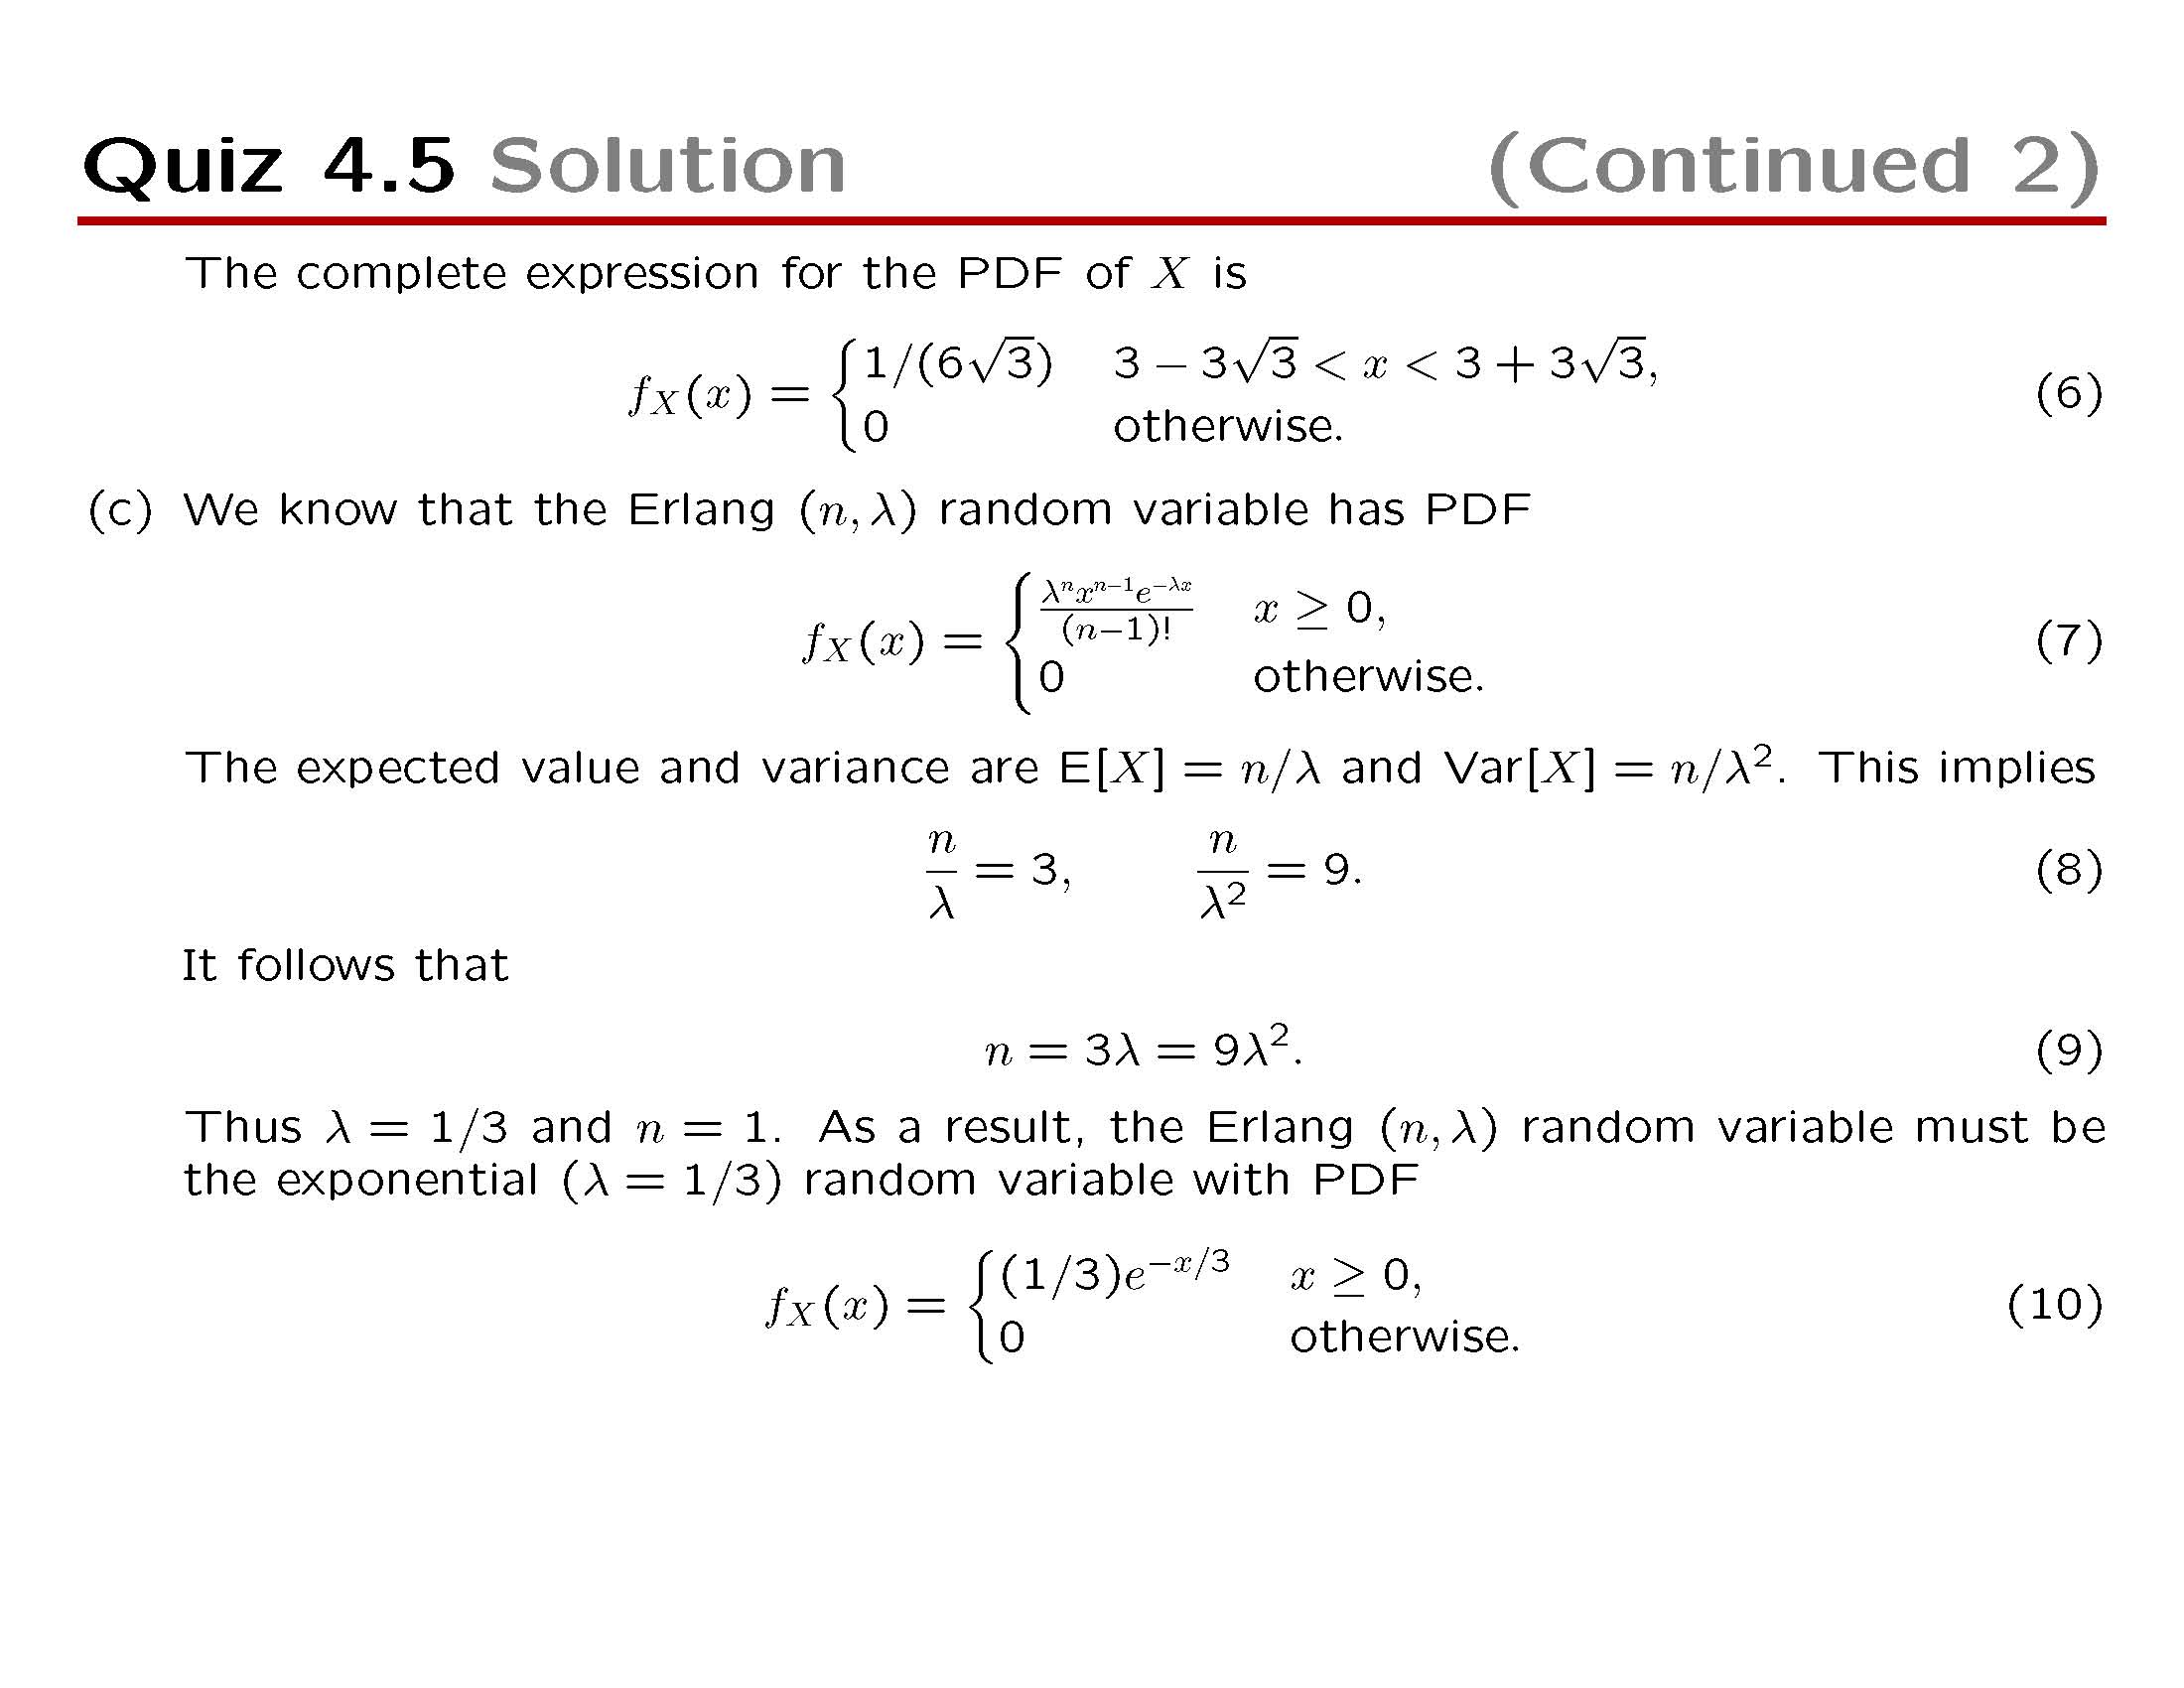 Quiz 4.5 Solution (Continued 2)
The complete expression for the PDF of X is
f_X(x) = { 1/(6√3)  3 − 3√3 < x < 3 + 3√3,
0  otherwise. (6)
(c) We know that the Erlang (n, λ) random variable has PDF
f_X(x) = { λⁿxⁿ⁻¹e^{−λx}/(n−1)!  x ≥ 0,
0  otherwise. (7)
The expected value and variance are E[X] = n/λ and Var[X] = n/λ². This implies
n/λ = 3,  n/λ² = 9. (8)
It follows that
n = 3λ = 9λ². (9)
Thus λ = 1/3 and n = 1. As a result, the Erlang (n, λ) random variable must be
the exponential (λ = 1/3) random variable with PDF
f_X(x) = { (1/3)e^{−x/3}  x ≥ 0,
0  otherwise. (10)